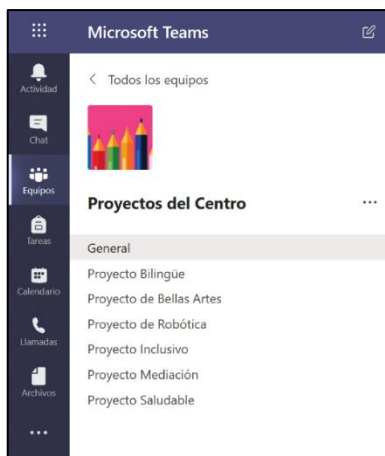 Microsoft Teams
Actividad
Chat
Equipos
Tareas
Calendario
Llamadas
Archivos
Todos los equipos
Proyectos del Centro
General
Proyecto Bilingüe
Proyecto de Bellas Artes
Proyecto de Robótica
Proyecto Inclusivo
Proyecto Mediación
Proyecto Saludable